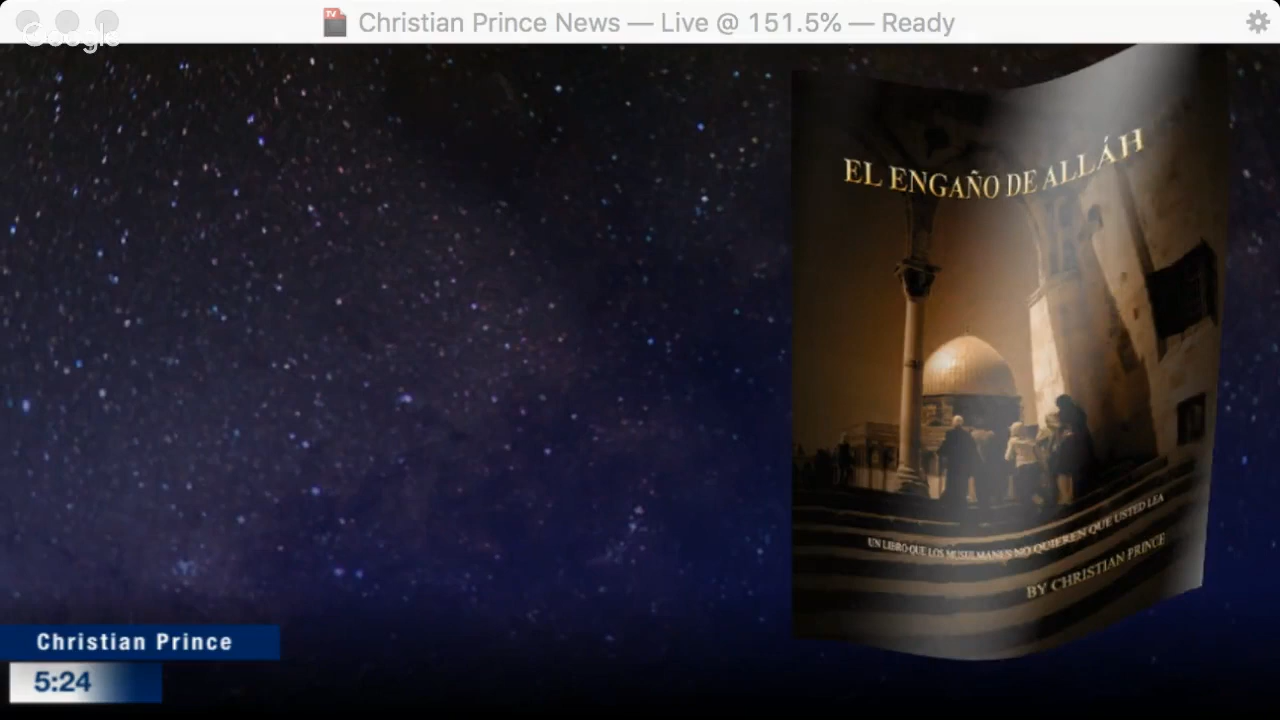 Christian Prince News — Live @ 151.5% — Ready
Google
EL ENGAÑO DE ALLÁH
UN LIBRO QUE LOS MUSULMANES NO QUIEREN QUE USTED LEA
BY CHRISTIAN PRINCE
Christian Prince
5:24